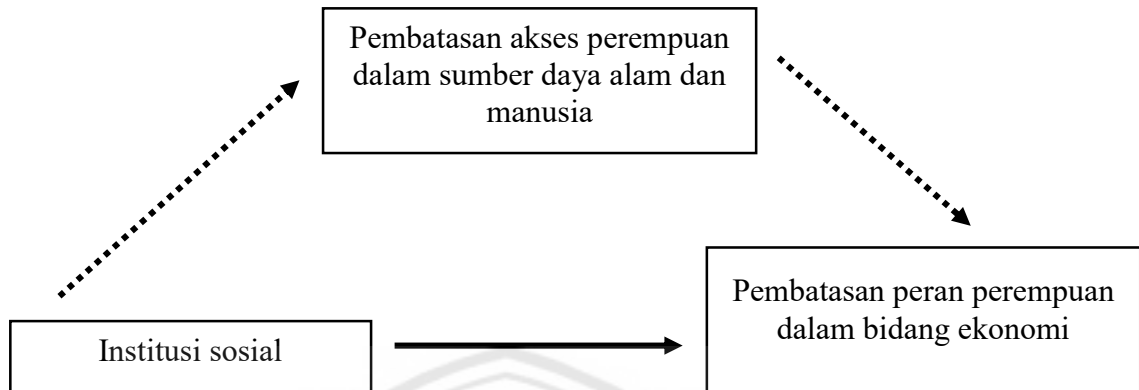 Pembatasan akses perempuan
dalam sumber daya alam dan
manusia
Pembatasan peran perempuan
dalam bidang ekonomi
Institusi sosial